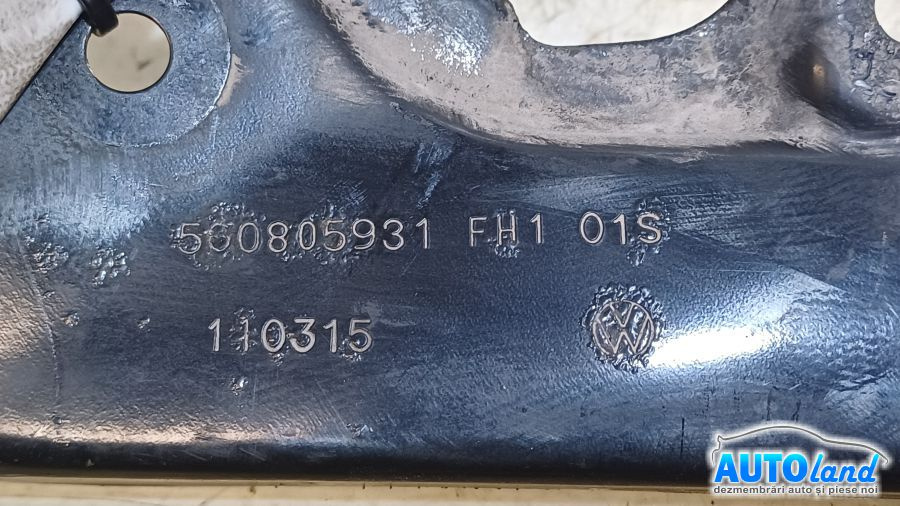 5G0805931 FH1 01S
110315
VW
AUTOland
dezmembrări auto și piese noi